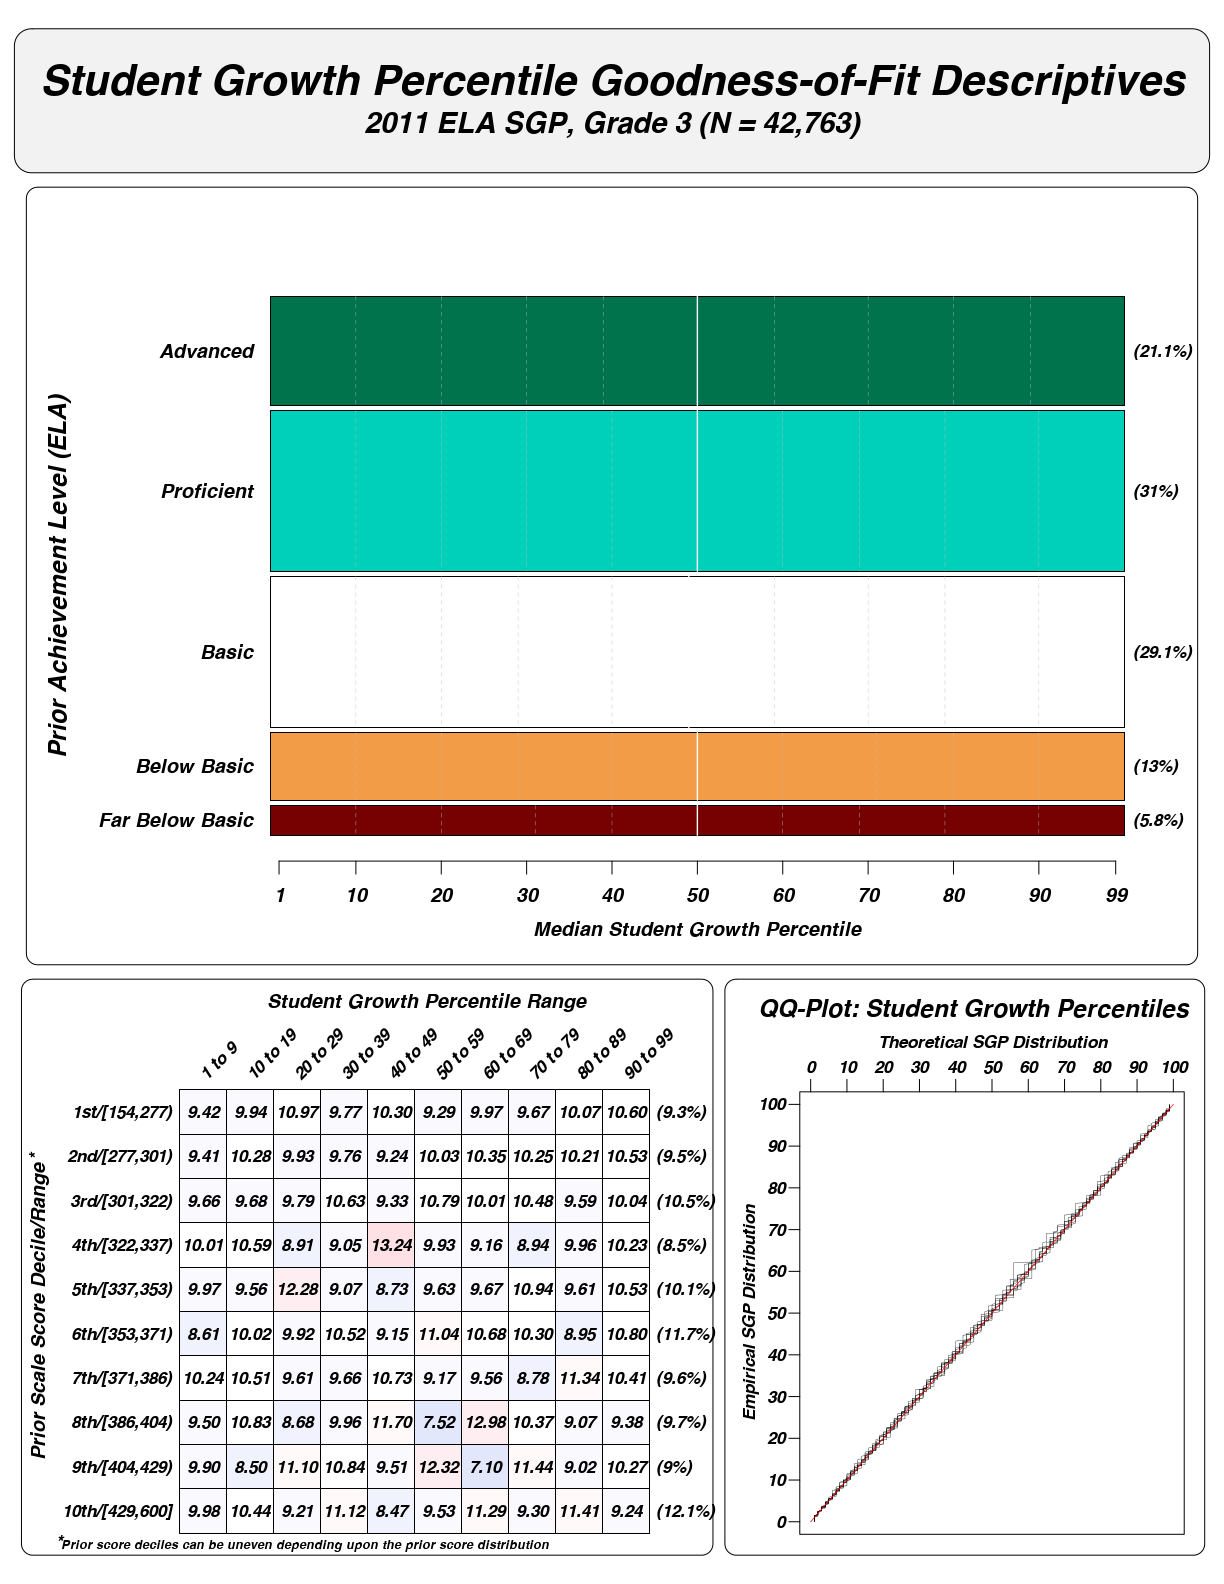 Student Growth Percentile Goodness-of-Fit Descriptives
2011 ELA SGP, Grade 3 (N = 42,763)
Prior Achievement Level (ELA)
Advanced (21.1%)
Proficient (31%)
Basic (29.1%)
Below Basic (13%)
Far Below Basic (5.8%)
1 10 20 30 40 50 60 70 80 90 99
Median Student Growth Percentile
Student Growth Percentile Range
1 to 9 10 to 19 20 to 29 30 to 39 40 to 49 50 to 59 60 to 69 70 to 79 80 to 89 90 to 99
Prior Scale Score Decile/Range*
1st/[154,277) 9.42 9.94 10.97 9.77 10.30 9.29 9.97 9.67 10.07 10.60 (9.3%)
2nd/[277,301) 9.41 10.28 9.93 9.76 9.24 10.03 10.35 10.25 10.21 10.53 (9.5%)
3rd/[301,322) 9.66 9.68 9.79 10.63 9.33 10.79 10.01 10.48 9.59 10.04 (10.5%)
4th/[322,337) 10.01 10.59 8.91 9.05 13.24 9.93 9.16 8.94 9.96 10.23 (8.5%)
5th/[337,353) 9.97 9.56 12.28 9.07 8.73 9.63 9.67 10.94 9.61 10.53 (10.1%)
6th/[353,371) 8.61 10.02 9.92 10.52 9.15 11.04 10.68 10.30 8.95 10.80 (11.7%)
7th/[371,386) 10.24 10.51 9.61 9.66 10.73 9.17 9.56 8.78 11.34 10.41 (9.6%)
8th/[386,404) 9.50 10.83 8.68 9.96 11.70 7.52 12.98 10.37 9.07 9.38 (9.7%)
9th/[404,429) 9.90 8.50 11.10 10.84 9.51 12.32 7.10 11.44 9.02 10.27 (9%)
10th/[429,600] 9.98 10.44 9.21 11.12 8.47 9.53 11.29 9.30 11.41 9.24 (12.1%)
*Prior score deciles can be uneven depending upon the prior score distribution
QQ-Plot: Student Growth Percentiles
Theoretical SGP Distribution
0 10 20 30 40 50 60 70 80 90 100
Empirical SGP Distribution
100
90
80
70
60
50
40
30
20
10
0